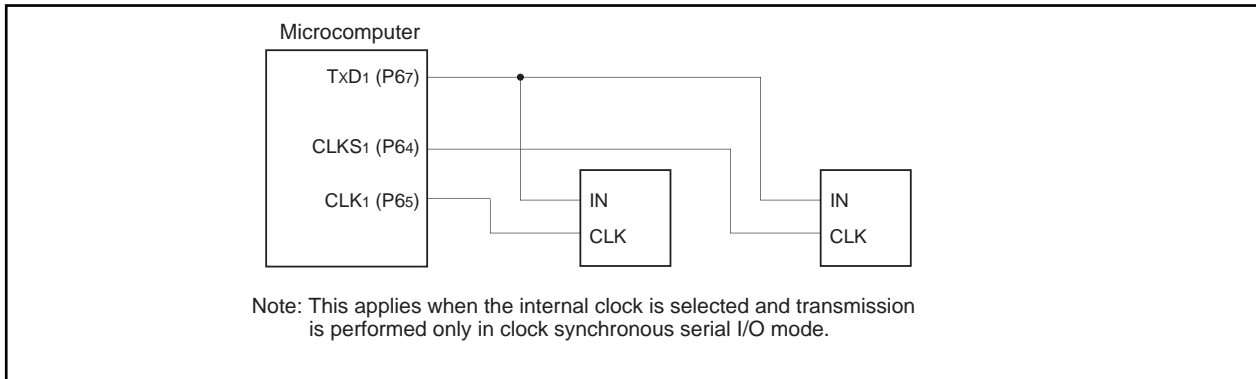 Microcomputer
TxD1 (P67)
CLKS1 (P64)
CLK1 (P65)
IN
CLK
IN
CLK
Note: This applies when the internal clock is selected and transmission
is performed only in clock synchronous serial I/O mode.